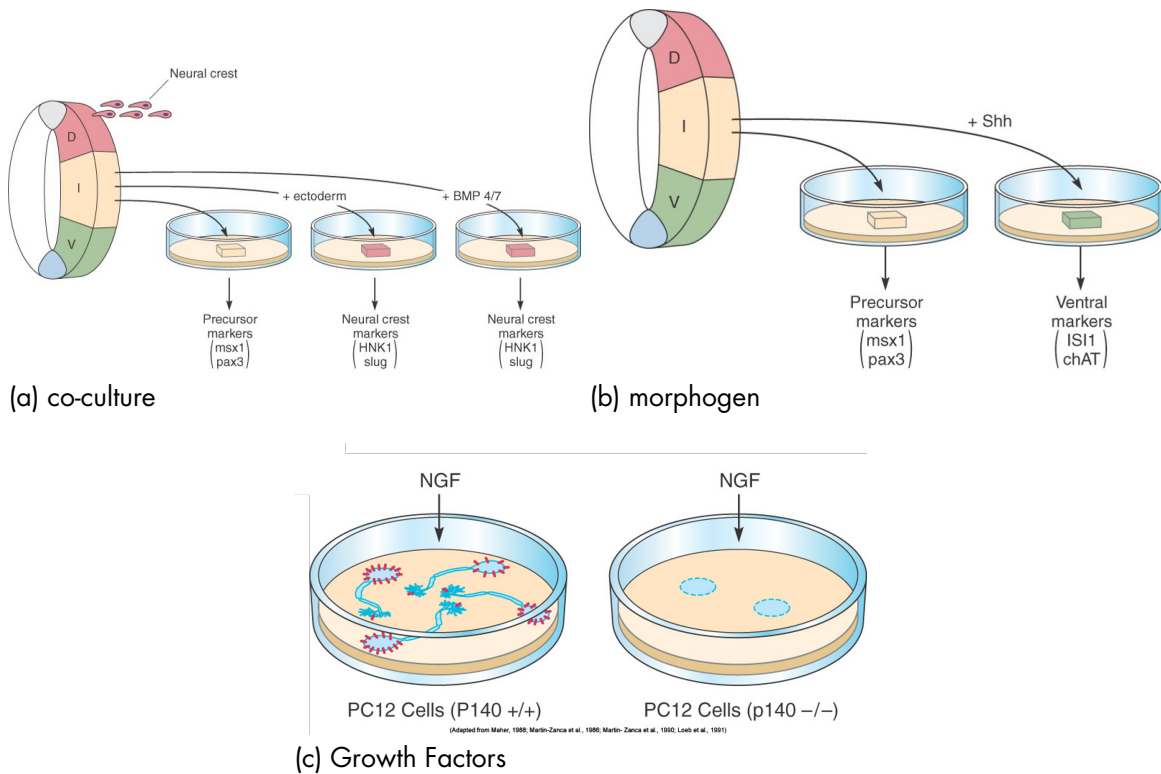 Neural crest
D
I
V
+ ectoderm
+ BMP 4/7
Precursor
markers
(msx1
pax3)
Neural crest
markers
(HNK1
slug)
Neural crest
markers
(HNK1
slug)
(a) co-culture
D
I
V
+ Shh
Precursor
markers
(msx1
pax3)
Ventral
markers
(ISI1
chAT)
(b) morphogen
NGF
NGF
PC12 Cells (P140 +/+)
PC12 Cells (p140 –/–)
(Adapted from Maher, 1988; Martin-Zanca et al., 1986; Martin- Zanca et al., 1990; Loeb et al., 1991)
(c) Growth Factors